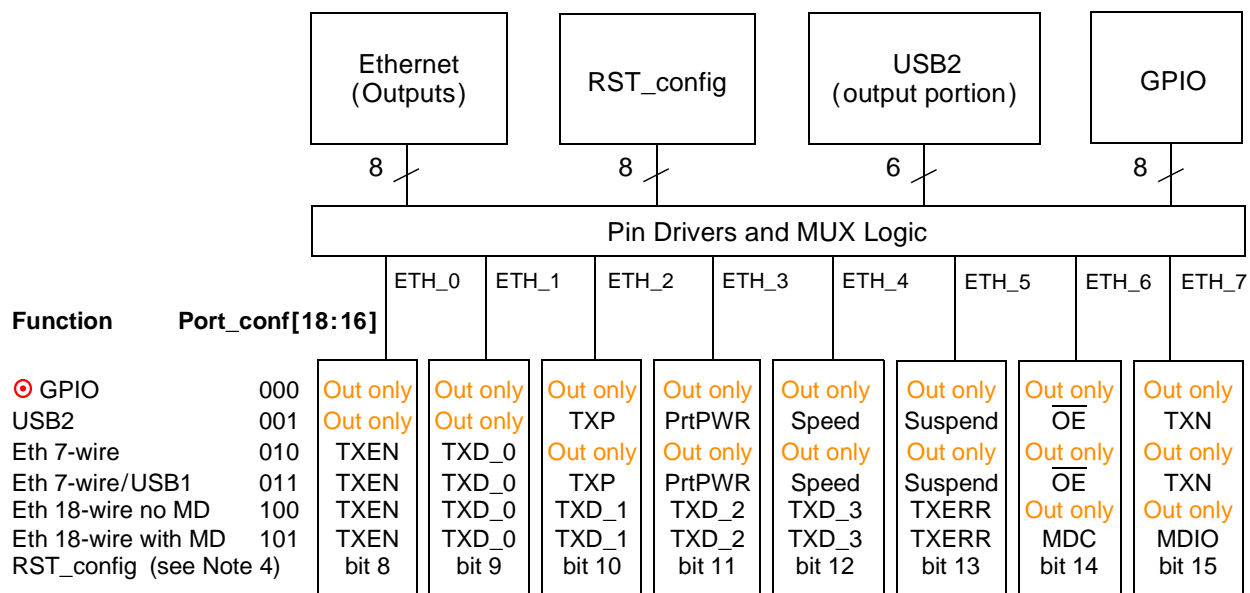 Ethernet
(Outputs)
RST_config
USB2
(output portion)
GPIO
8 8 6 8
Pin Drivers and MUX Logic
ETH_0 ETH_1 ETH_2 ETH_3 ETH_4 ETH_5 ETH_6 ETH_7
Function Port_conf[18:16]
GPIO 000 Out only Out only Out only Out only Out only Out only Out only Out only
USB2 001 Out only Out only TXP PrtPWR Speed Suspend O̅E̅ TXN
Eth 7-wire 010 TXEN TXD_0 Out only Out only Out only Out only Out only Out only
Eth 7-wire/USB1 011 TXEN TXD_0 TXP PrtPWR Speed Suspend O̅E̅ TXN
Eth 18-wire no MD 100 TXEN TXD_0 TXD_1 TXD_2 TXD_3 TXERR Out only Out only
Eth 18-wire with MD 101 TXEN TXD_0 TXD_1 TXD_2 TXD_3 TXERR MDC MDIO
RST_config (see Note 4) bit 8 bit 9 bit 10 bit 11 bit 12 bit 13 bit 14 bit 15